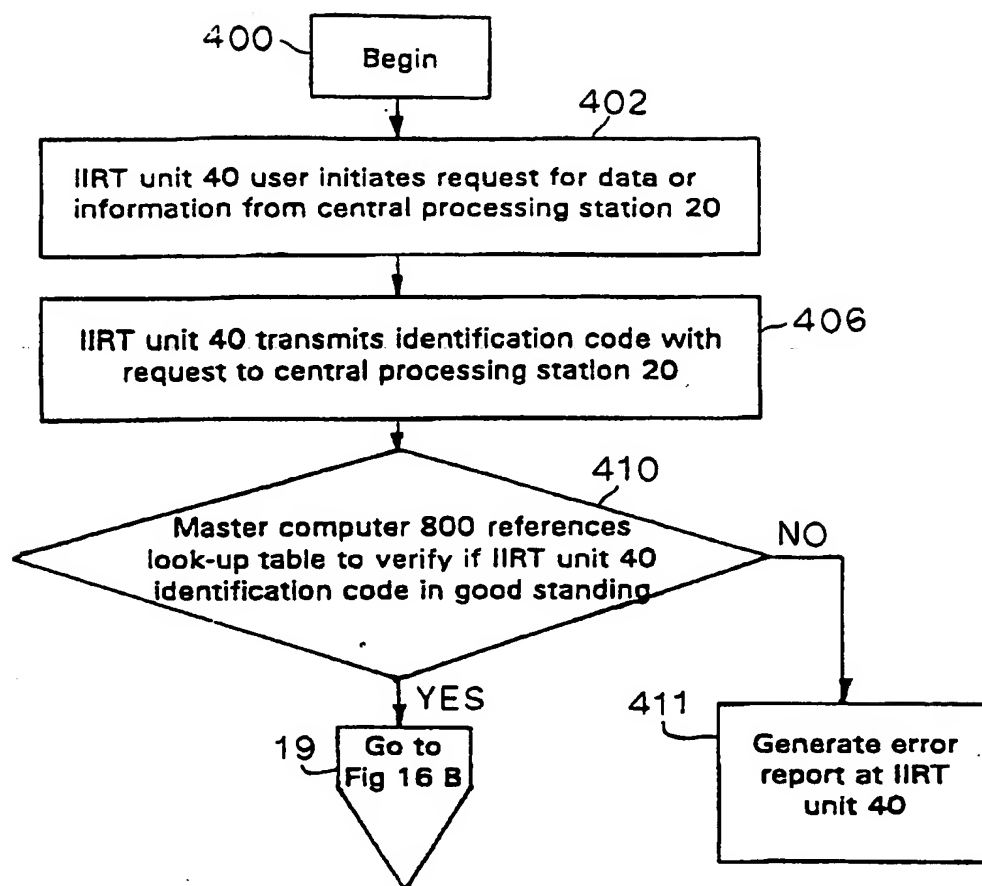 400
Begin
402
IIRT unit 40 user initiates request for data or
information from central processing station 20
IIRT unit 40 transmits identification code with
request to central processing station 20
406
410
Master computer 800 references
look-up table to verify if IIRT unit 40
identification code in good standing
NO
YES
19
Go to
Fig 16 B
411
Generate error
report at IIRT
unit 40